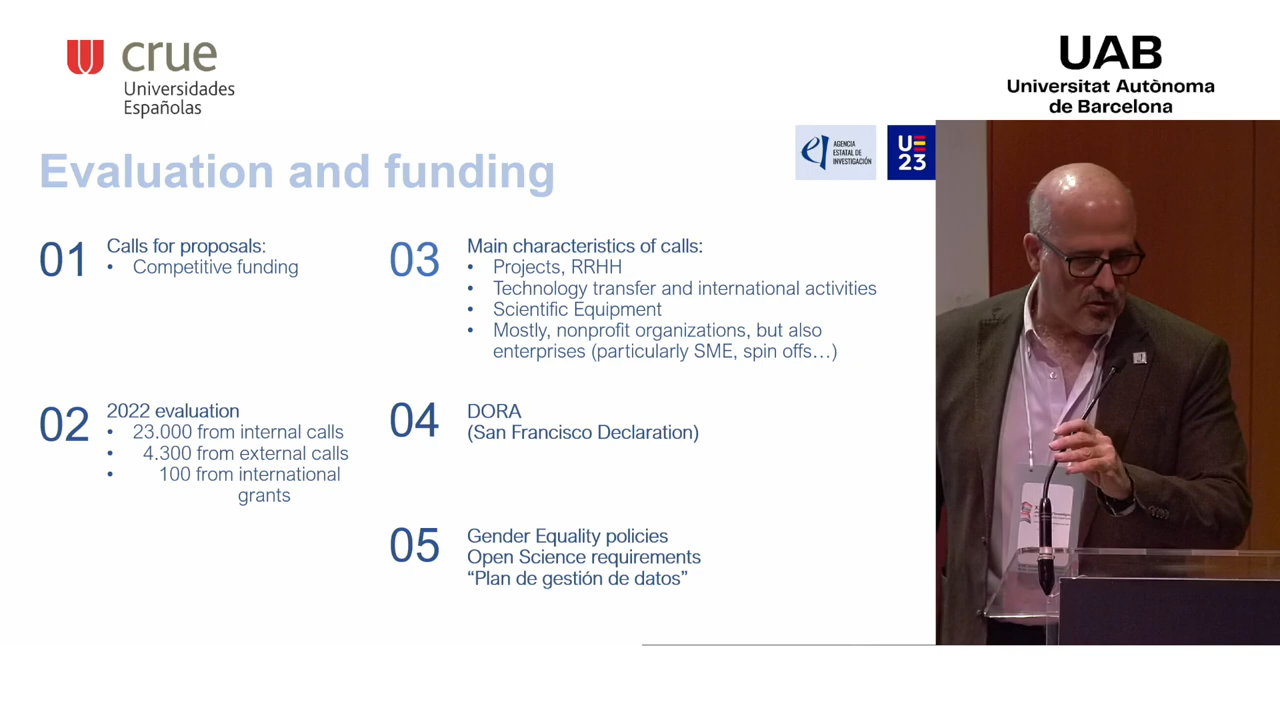 crue
Universidades
Españolas
UAB
Universitat Autònoma
de Barcelona
Evaluation and funding
AGENCIA
ESTATAL DE
INVESTIGACIÓN
UE
23
01
Calls for proposals:
• Competitive funding
02
2022 evaluation
• 23.000 from internal calls
• 4.300 from external calls
• 100 from international
grants
03
Main characteristics of calls:
• Projects, RRHH
• Technology transfer and international activities
• Scientific Equipment
• Mostly, nonprofit organizations, but also
enterprises (particularly SME, spin offs…)
04
DORA
(San Francisco Declaration)
05
Gender Equality policies
Open Science requirements
“Plan de gestión de datos”